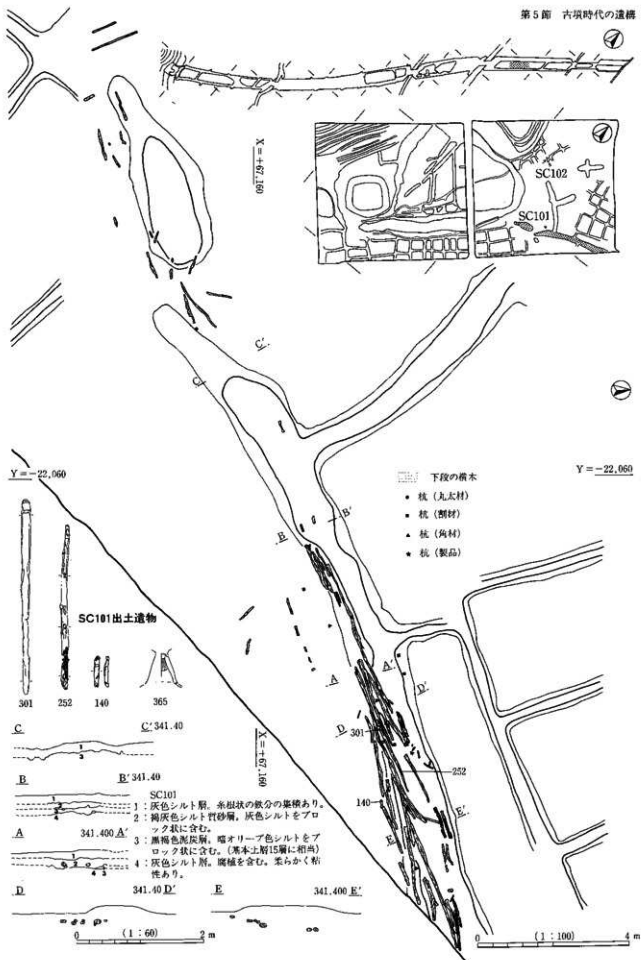 第5節　古墳時代の遺構
X=+67,160
SC102
SC101
C'
C
Y=-22,060
Y=-22,060
下段の横木
杭（丸太材）
杭（割材）
杭（角材）
杭（製品）
B'
B
SC101出土遺物
301
252
140
365
A'
A
D'
D
301
252
140
E'
E
X=+67,160
C
C' 341.40
1
3
B
B' 341.40
A
341.400 A'
SC101
1：灰色シルト層。糸根状の鉄分の集積あり。
2：褐灰色シルト質砂層。灰色シルトをブロック状に含む。
3：黒褐色泥炭層。暗オリーブ色シルトをブロック状に含む。（基本土層15層に相当）
4：灰色シルト層。腐植を含む。柔らかく粘性あり。
D
341.40 D'
E
341.400 E'
0
(1：60)
2 m
0
(1：100)
4 m